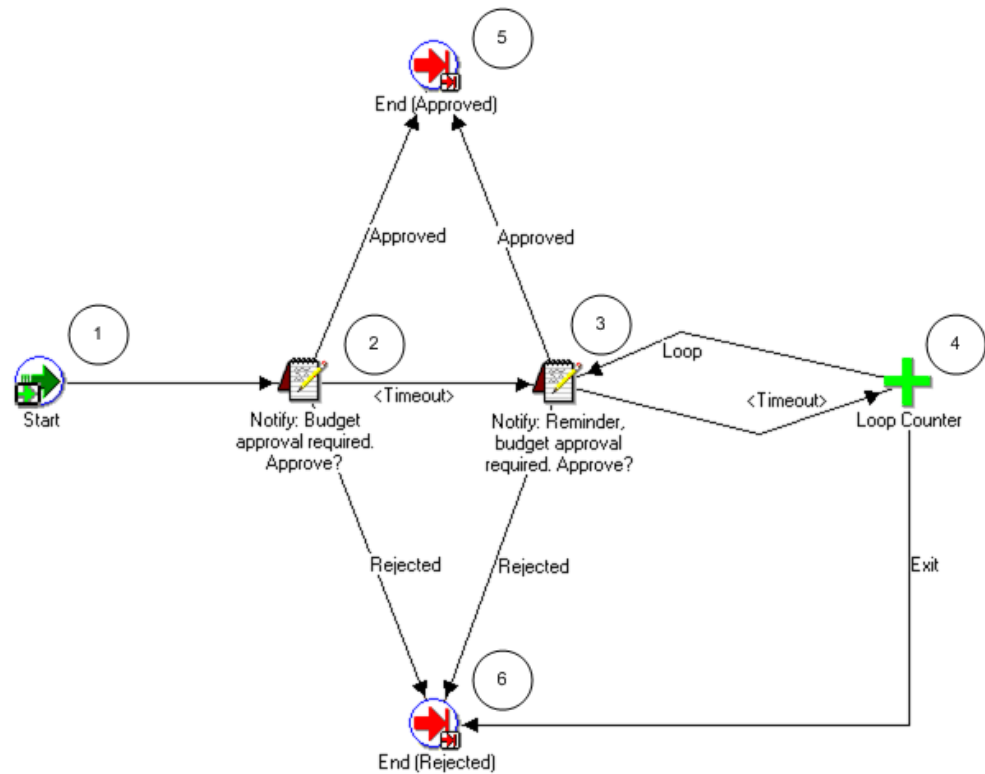 5
End (Approved)
Approved
Approved
1
2
3
4
Loop
<Timeout>
<Timeout>
Start
Notify: Budget
approval required.
Approve?
Notify: Reminder,
budget approval
required. Approve?
Loop Counter
Rejected
Rejected
Exit
6
End (Rejected)